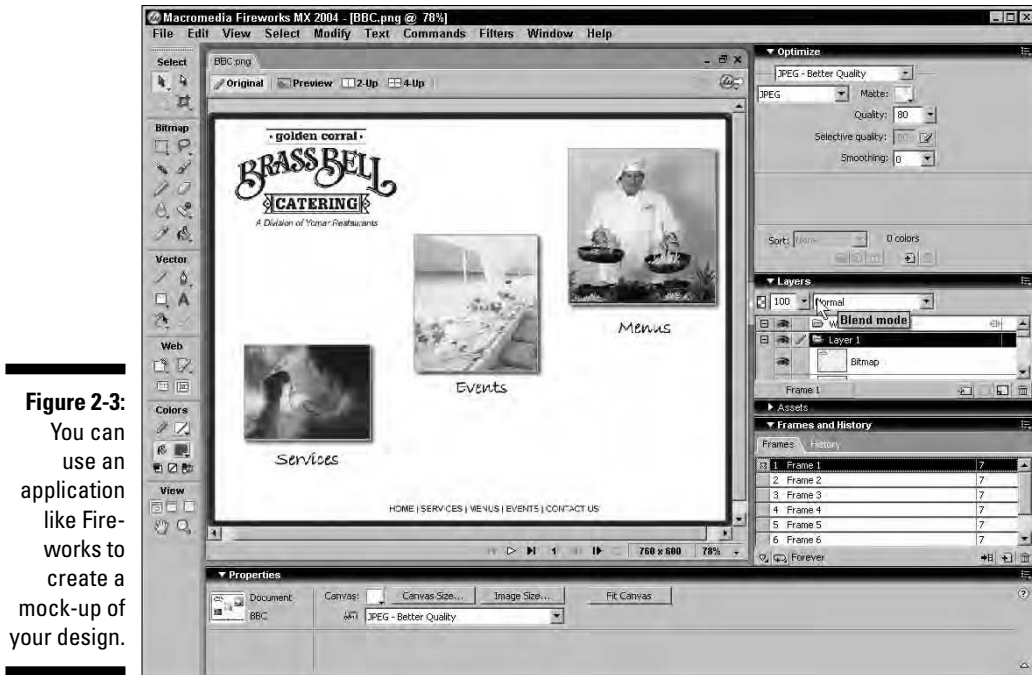 Macromedia Fireworks MX 2004 - [BBC.png @ 78%]
File Edit View Select Modify Text Commands Filters Window Help
Select
Bitmap
Vector
Web
Colors
View
BBC.png
Original Preview 2-Up 4-Up
golden corral
BRASS BELL
CATERING
A Division of Yomar Restaurants
Menus
Events
Services
HOME | SERVICES | MENUS | EVENTS | CONTACT US
1 760 x 600 78%
Optimize
JPEG - Better Quality
JPEG Matte:
Quality: 80
Selective quality:
Smoothing: 0
Sort: None 0 colors
Layers
100 Normal
Blend mode
W
Layer 1
Bitmap
Frame 1
Assets
Frames and History
Frames History
1 Frame 1 7
2 Frame 2 7
3 Frame 3 7
4 Frame 4 7
5 Frame 5 7
6 Frame 6 7
Forever
Properties
Document Canvas: Canvas Size... Image Size... Fit Canvas
BBC JPEG - Better Quality
Figure 2-3:
You can
use an
application
like Fire-
works to
create a
mock-up of
your design.